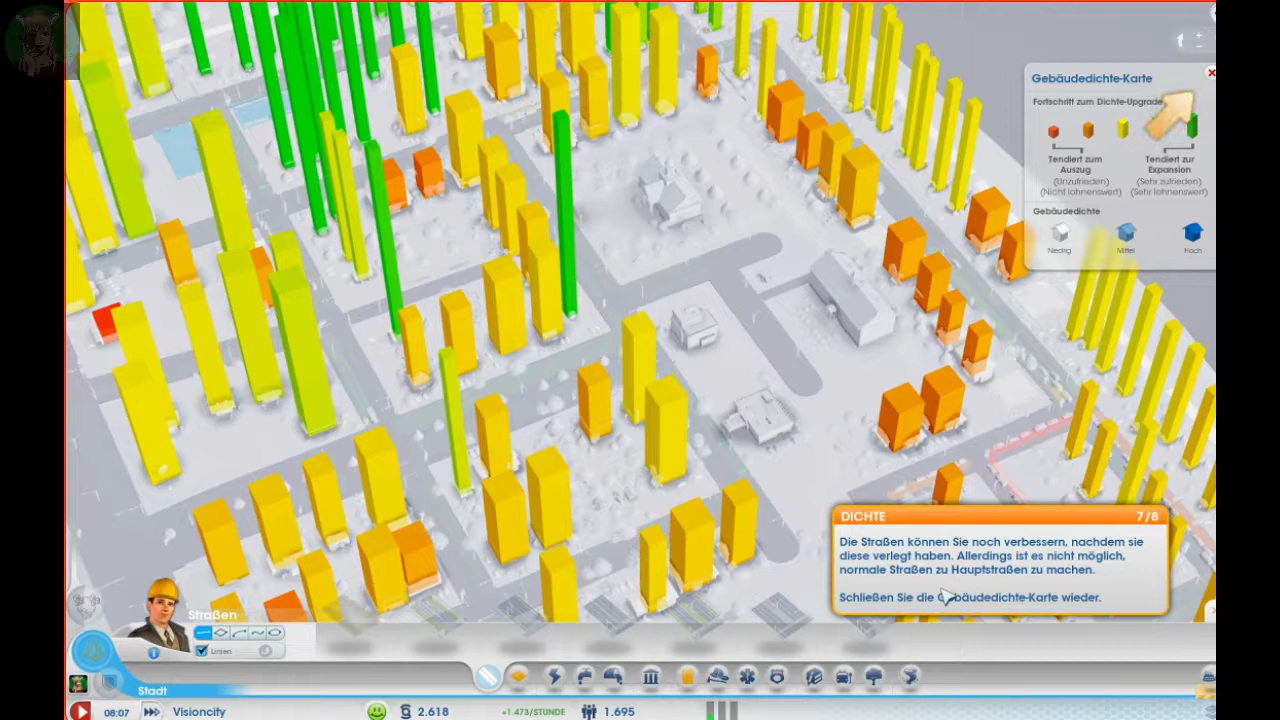 Gebäudedichte-Karte
Fortschritt zum Dichte-Upgrade
Tendiert zum Auszug
(Unzufrieden)
(Nicht lohnenswert)
Tendiert zur Expansion
(Sehr zufrieden)
(Sehr lohnenswert)
Gebäudedichte
Niedrig
Mittel
Hoch
DICHTE 7/8
Die Straßen können Sie noch verbessern, nachdem sie
diese verlegt haben. Allerdings ist es nicht möglich,
normale Straßen zu Hauptstraßen zu machen.
Schließen Sie die Gebäudedichte-Karte wieder.
Straßen
Linien
Stadt
08:07 Visioncity 2.618 +1.473/STUNDE 1.695